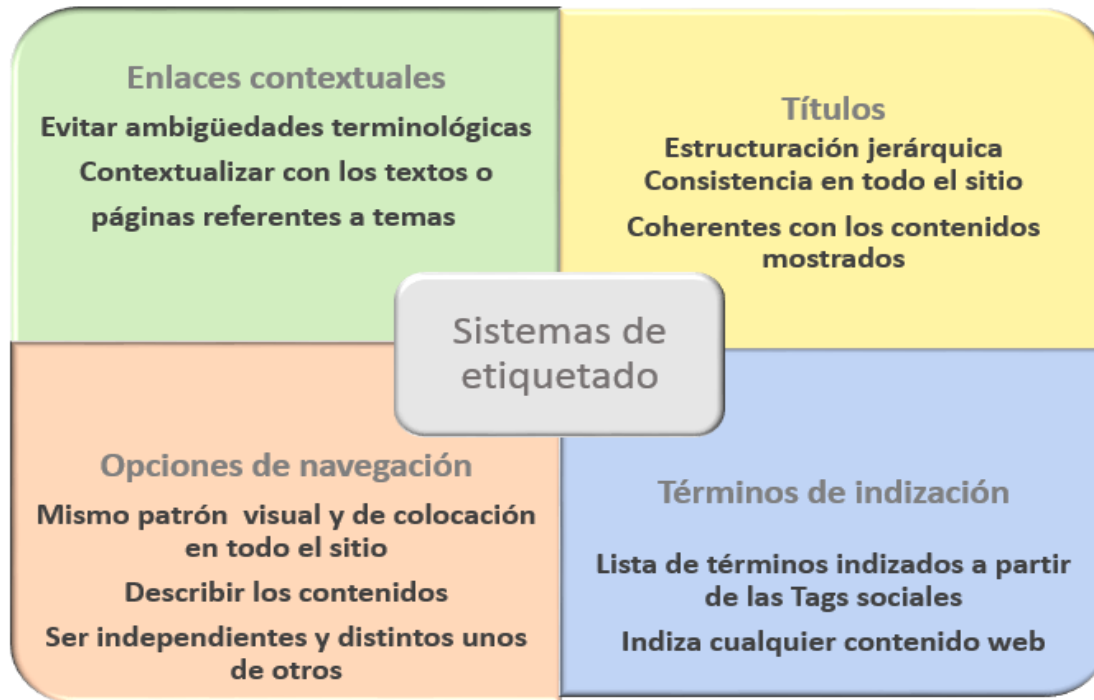 Enlaces contextuales
Evitar ambigüedades terminológicas
Contextualizar con los textos o
páginas referentes a temas
Títulos
Estructuración jerárquica
Consistencia en todo el sitio
Coherentes con los contenidos
mostrados
Sistemas de
etiquetado
Opciones de navegación
Mismo patrón visual y de colocación
en todo el sitio
Describir los contenidos
Ser independientes y distintos unos
de otros
Términos de indización
Lista de términos indizados a partir
de las Tags sociales
Indiza cualquier contenido web